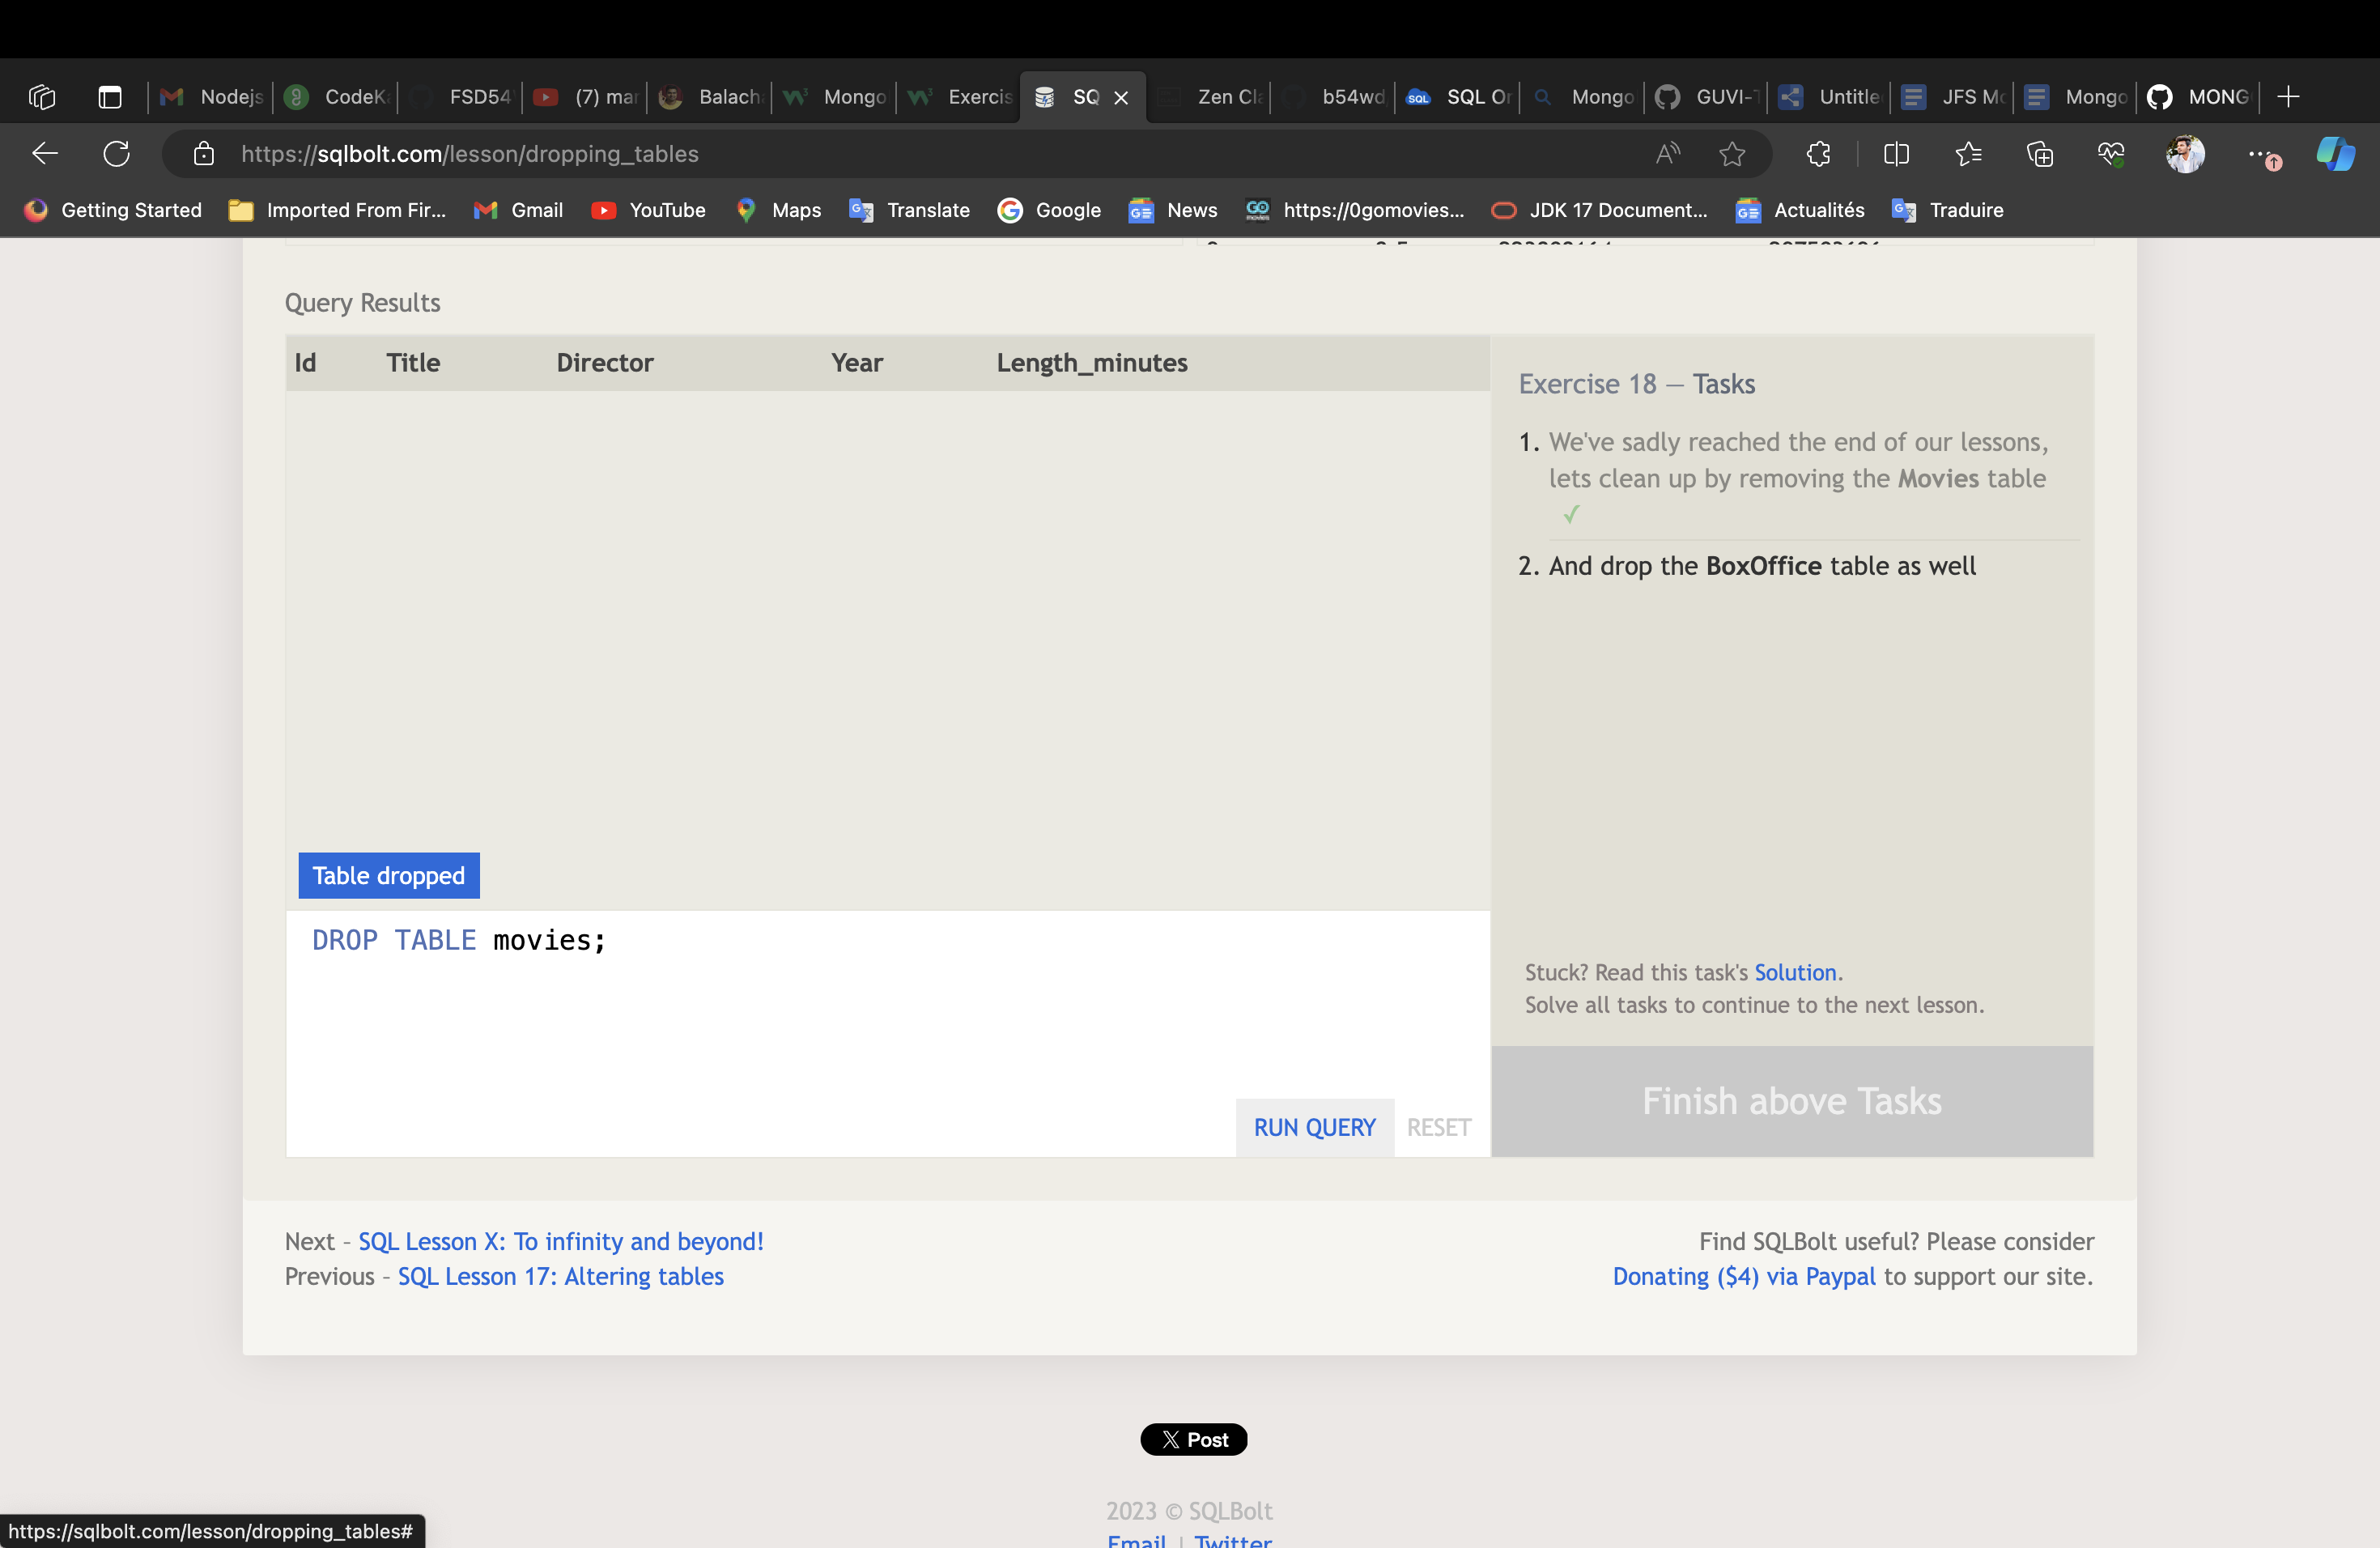 Nodejs
CodeK
FSD54
(7) mar
Balach
Mongo
Exercis
SQ
Zen Cla
b54wd
SQL
SQL Or
Mongo
GUVI-T
Untitle
JFS Mo
Mongo
MONG
https://sqlbolt.com/lesson/dropping_tables
Getting Started
Imported From Fir...
Gmail
YouTube
Maps
Translate
Google
News
https://0gomovies...
JDK 17 Document...
Actualités
Traduire
Query Results
Id Title Director Year Length_minutes
Exercise 18 — Tasks
1. We've sadly reached the end of our lessons,
lets clean up by removing the Movies table
✓
2. And drop the BoxOffice table as well
Table dropped
DROP TABLE movies;
Stuck? Read this task's Solution.
Solve all tasks to continue to the next lesson.
RUN QUERY
RESET
Finish above Tasks
Next – SQL Lesson X: To infinity and beyond!
Previous – SQL Lesson 17: Altering tables
Find SQLBolt useful? Please consider
Donating ($4) via Paypal to support our site.
X Post
2023 © SQLBolt
Email | Twitter
https://sqlbolt.com/lesson/dropping_tables#